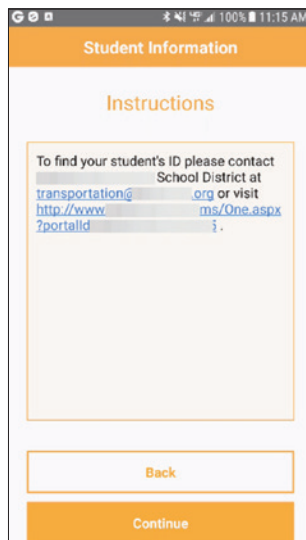 100% 11:15 AM
Student Information
Instructions
To find your student's ID please contact
School District at
transportation@ .org or visit
http://www ms/One.aspx
?portalId .
Back
Continue